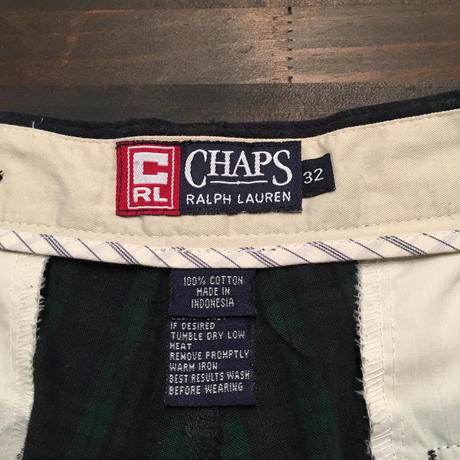 C
RL
CHAPS
RALPH LAUREN
32
100% COTTON
MADE IN
INDONESIA
IF DESIRED
TUMBLE DRY LOW
HEAT
REMOVE PROMPTLY
WARM IRON
BEST RESULTS WASH
BEFORE WEARING